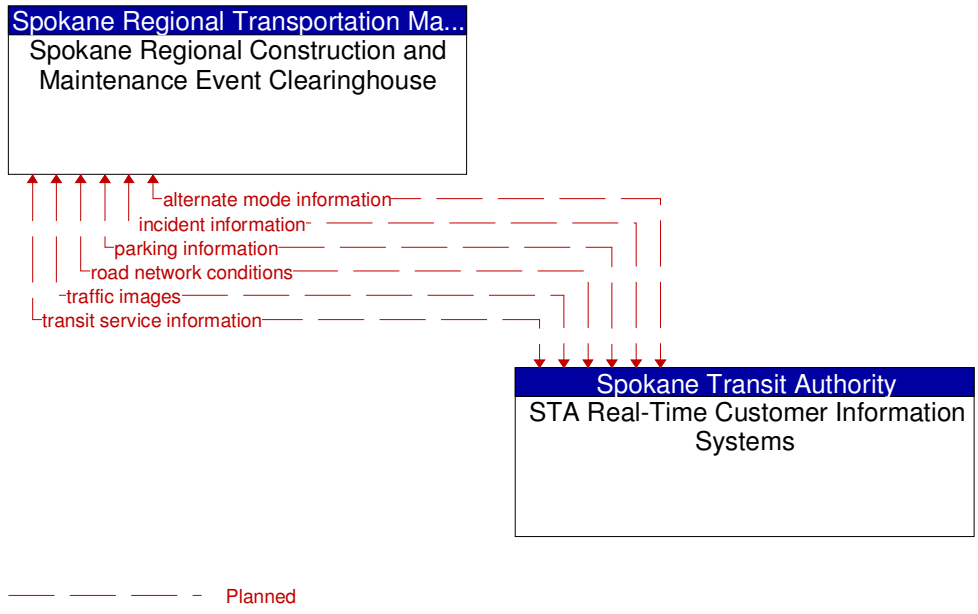 Spokane Regional Transportation Ma...
Spokane Regional Construction and
Maintenance Event Clearinghouse
alternate mode information
incident information
parking information
road network conditions
traffic images
transit service information
Spokane Transit Authority
STA Real-Time Customer Information
Systems
Planned